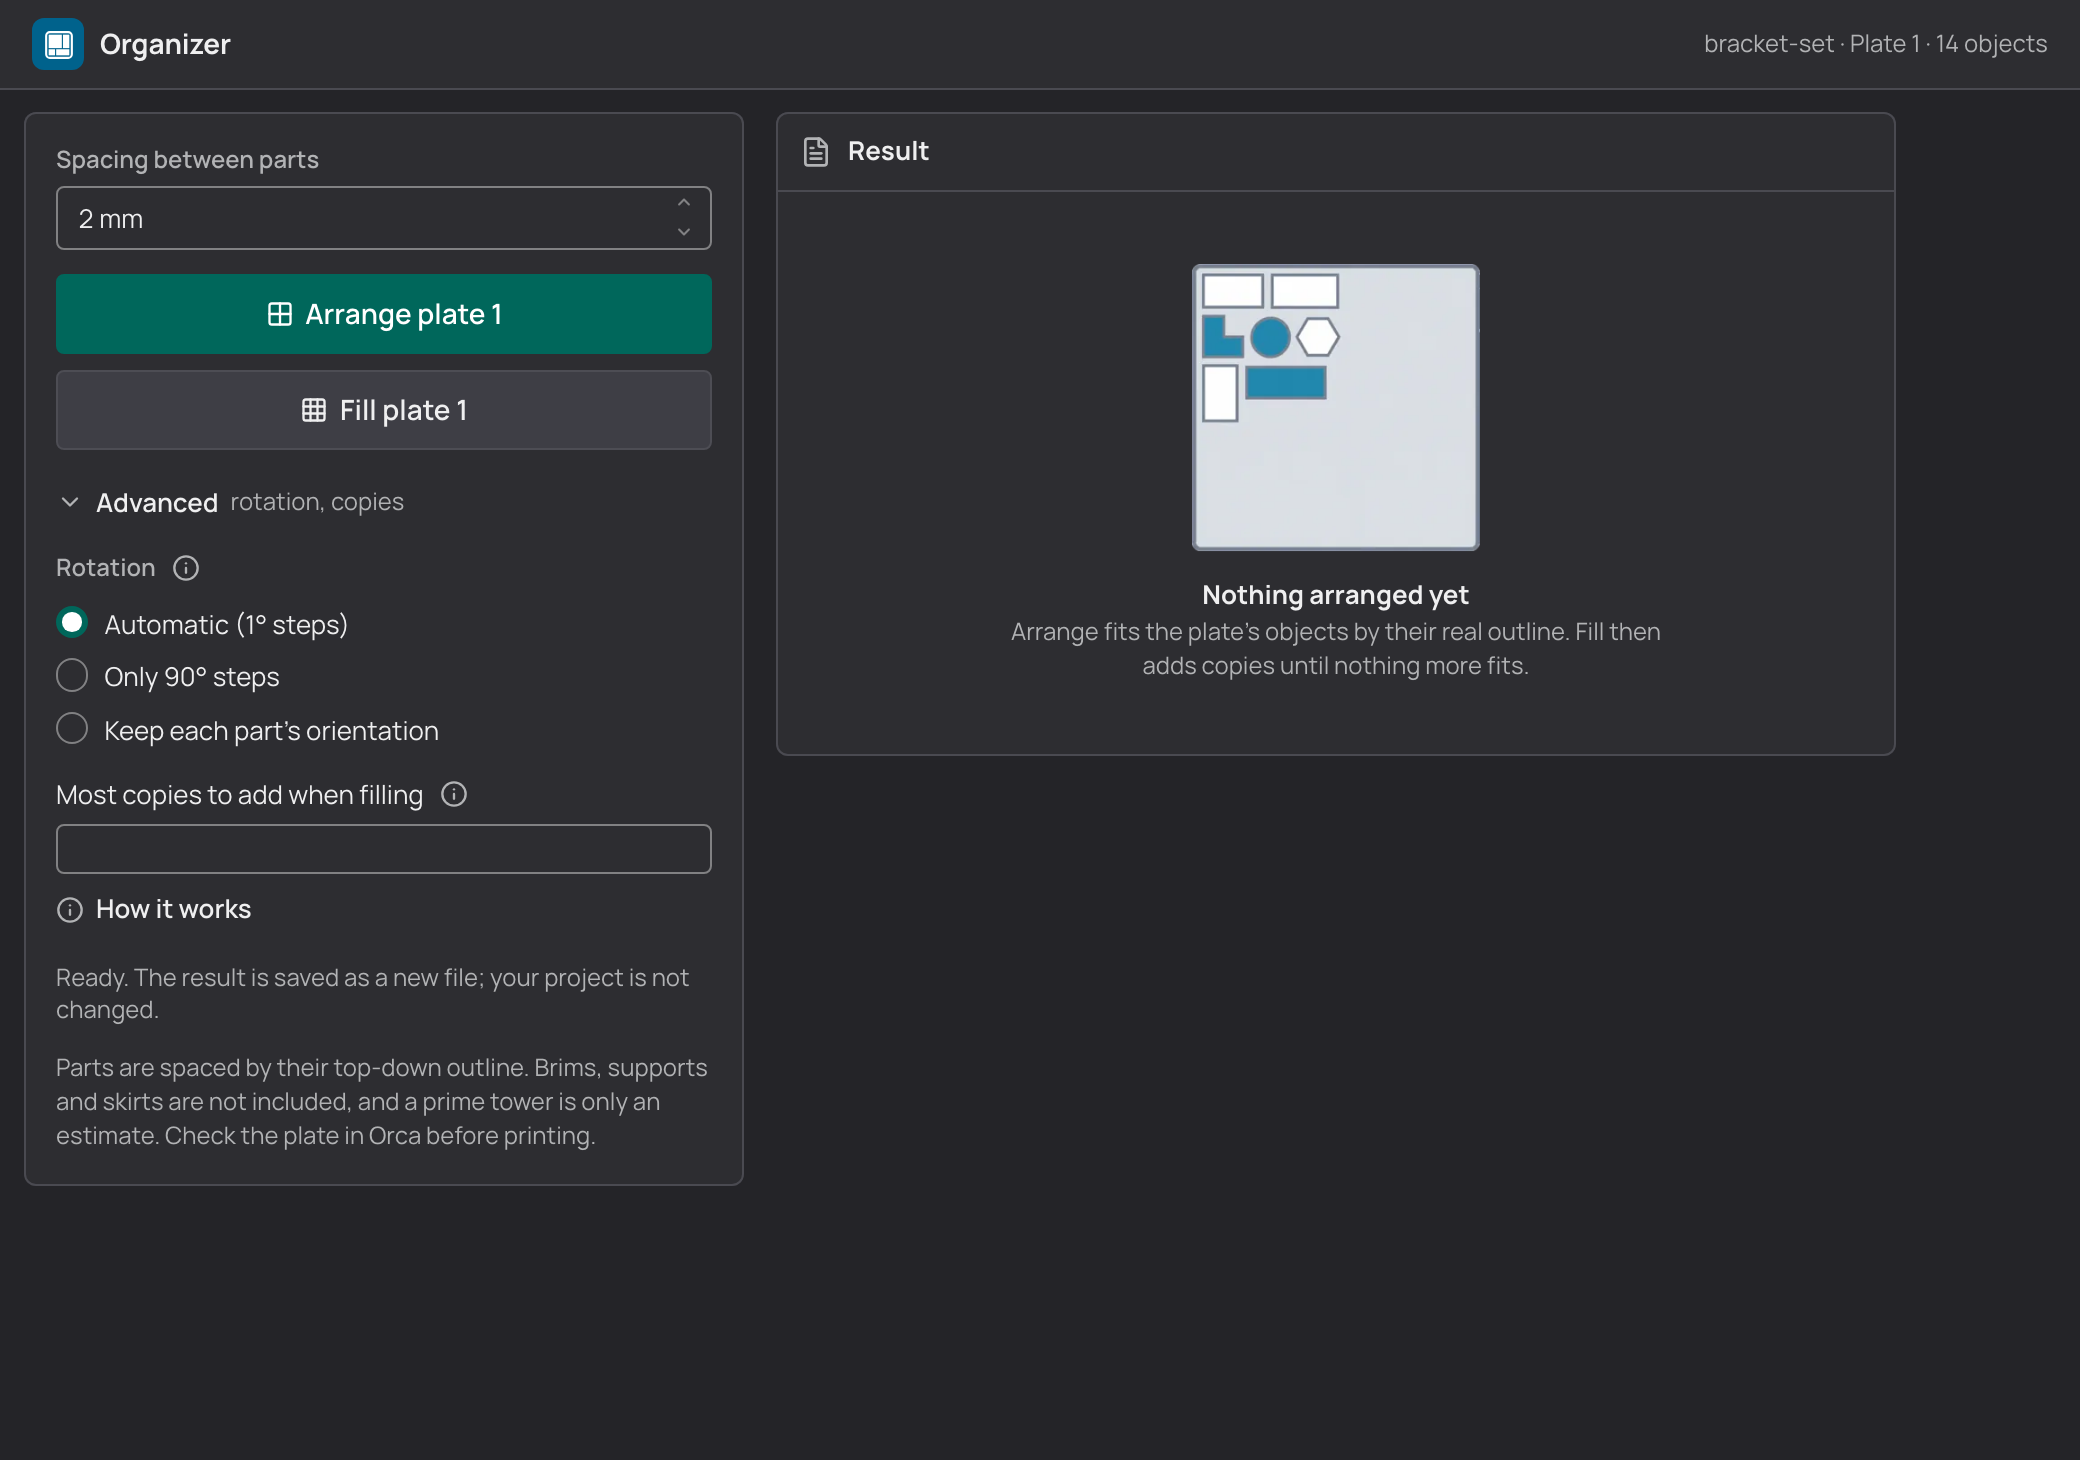 Organizer
bracket-set · Plate 1 · 14 objects
Spacing between parts
2 mm
Arrange plate 1
Fill plate 1
Advanced rotation, copies
Rotation
Automatic (1° steps)
Only 90° steps
Keep each part’s orientation
Most copies to add when filling
How it works
Ready. The result is saved as a new file; your project is not
changed.
Parts are spaced by their top-down outline. Brims, supports
and skirts are not included, and a prime tower is only an
estimate. Check the plate in Orca before printing.
Result
Nothing arranged yet
Arrange fits the plate’s objects by their real outline. Fill then
adds copies until nothing more fits.